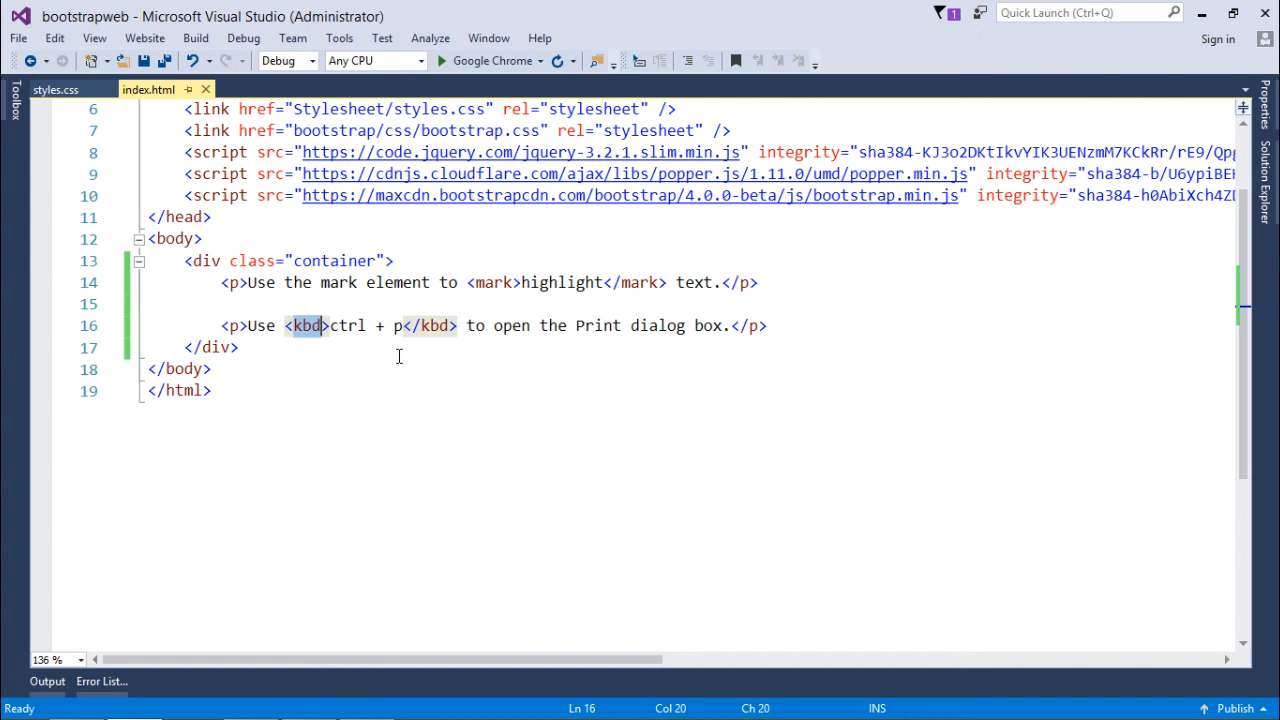 bootstrapweb - Microsoft Visual Studio (Administrator)
1
Quick Launch (Ctrl+Q)
File Edit View Website Build Debug Team Tools Test Analyze Window Help
Sign in
Debug Any CPU Google Chrome
styles.css index.html
Toolbox
Properties
Solution Explorer
6 <link href="Stylesheet/styles.css" rel="stylesheet" />
7 <link href="bootstrap/css/bootstrap.css" rel="stylesheet" />
8 <script src="https://code.jquery.com/jquery-3.2.1.slim.min.js" integrity="sha384-KJ3o2DKtIkvYIK3UENzmM7KCkRr/rE9/Qpg
9 <script src="https://cdnjs.cloudflare.com/ajax/libs/popper.js/1.11.0/umd/popper.min.js" integrity="sha384-b/U6ypiBEH
10 <script src="https://maxcdn.bootstrapcdn.com/bootstrap/4.0.0-beta/js/bootstrap.min.js" integrity="sha384-h0AbiXch4ZD
11 </head>
12 <body>
13 <div class="container">
14 <p>Use the mark element to <mark>highlight</mark> text.</p>
15
16 <p>Use <kbd>ctrl + p</kbd> to open the Print dialog box.</p>
17 </div>
18 </body>
19 </html>
136 %
Output Error List...
Ready Ln 16 Col 20 Ch 20 INS Publish